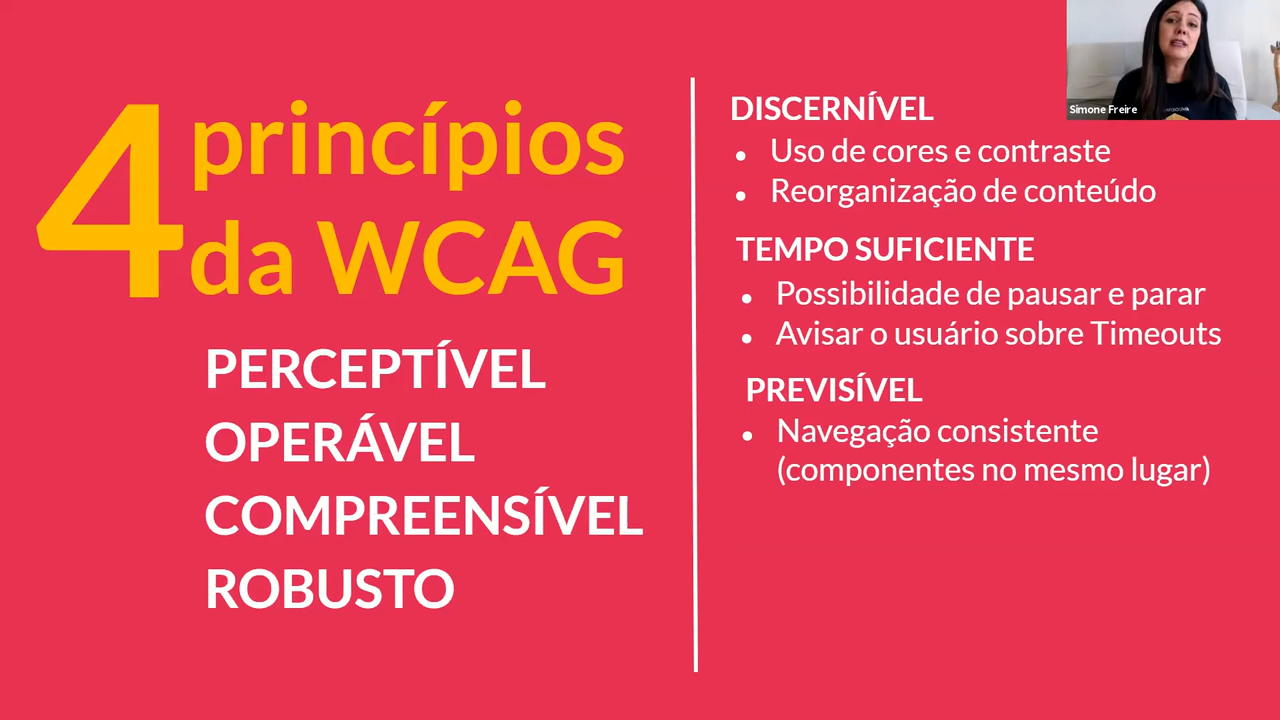 4 princípios
da WCAG
PERCEPTÍVEL
OPERÁVEL
COMPREENSÍVEL
ROBUSTO
DISCERNÍVEL
• Uso de cores e contraste
• Reorganização de conteúdo
TEMPO SUFICIENTE
• Possibilidade de pausar e parar
• Avisar o usuário sobre Timeouts
PREVISÍVEL
• Navegação consistente
(componentes no mesmo lugar)
Simone Freire